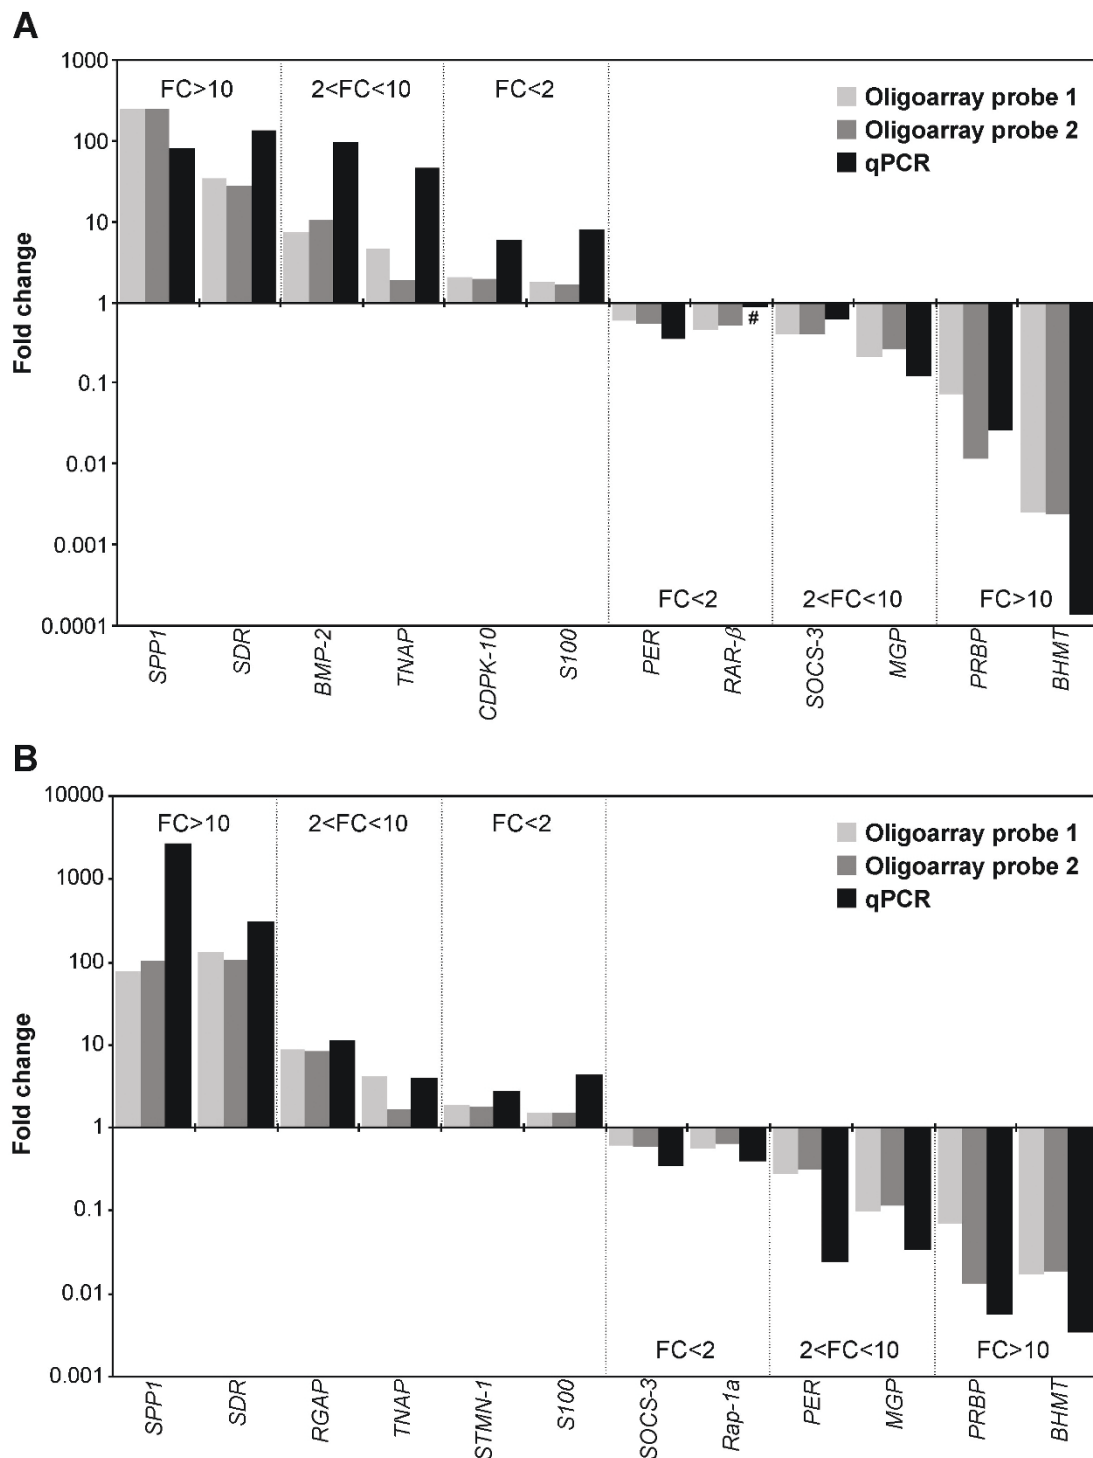 A
1000
100
10
1
0.1
0.01
0.001
0.0001
Fold change
FC>10 2<FC<10 FC<2
Oligoarray probe 1
Oligoarray probe 2
qPCR
#
FC<2 2<FC<10 FC>10
SPP1 SDR BMP-2 TNAP CDPK-10 S100 PER RAR-β SOCS-3 MGP PRBP BHMT
B
10000
1000
100
10
1
0.1
0.01
0.001
Fold change
FC>10 2<FC<10 FC<2
Oligoarray probe 1
Oligoarray probe 2
qPCR
FC<2 2<FC<10 FC>10
SPP1 SDR RGAP TNAP STMN-1 S100 SOCS-3 Rap-1a PER MGP PRBP BHMT